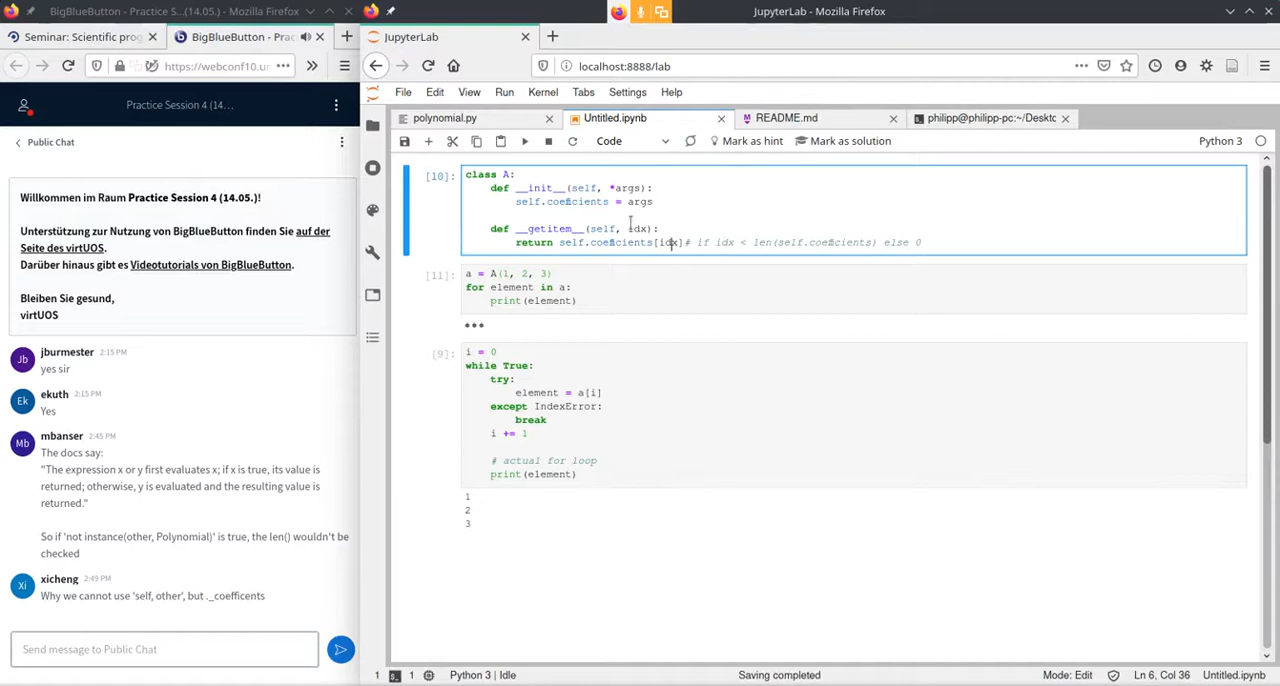 BigBlueButton - Practice S...(14.05.) - Mozilla Firefox
JupyterLab - Mozilla Firefox
Seminar: Scientific prog
BigBlueButton - Prac
JupyterLab
https://webconf10.ur
localhost:8888/lab
Practice Session 4 (14...
File Edit View Run Kernel Tabs Settings Help
polynomial.py
Untitled.ipynb
README.md
philipp@philipp-pc:~/Deskto
Public Chat
Code
Mark as hint
Mark as solution
Python 3
Willkommen im Raum Practice Session 4 (14.05.)!
Unterstützung zur Nutzung von BigBlueButton finden Sie auf der
Seite des virtUOS.
Darüber hinaus gibt es Videotutorials von BigBlueButton.
Bleiben Sie gesund,
virtUOS
Jb
jburmester 2:15 PM
yes sir
Ek
ekuth 2:15 PM
Yes
Mb
mbanser 2:45 PM
The docs say:
"The expression x or y first evaluates x; if x is true, its value is
returned; otherwise, y is evaluated and the resulting value is
returned."
So if 'not instance(other, Polynomial)' is true, the len() wouldn't be
checked
Xi
xicheng 2:49 PM
Why we cannot use 'self, other', but ._coefficents
Send message to Public Chat
[10]:
class A:
def __init__(self, *args):
self.coeficients = args
def __getitem__(self, idx):
return self.coeficients[idx]# if idx < len(self.coeficients) else 0
[11]:
a = A(1, 2, 3)
for element in a:
print(element)
•••
[9]:
i = 0
while True:
try:
element = a[i]
except IndexError:
break
i += 1
# actual for loop
print(element)
1
2
3
1 1 Python 3 | Idle
Saving completed
Mode: Edit
Ln 6, Col 36
Untitled.ipynb